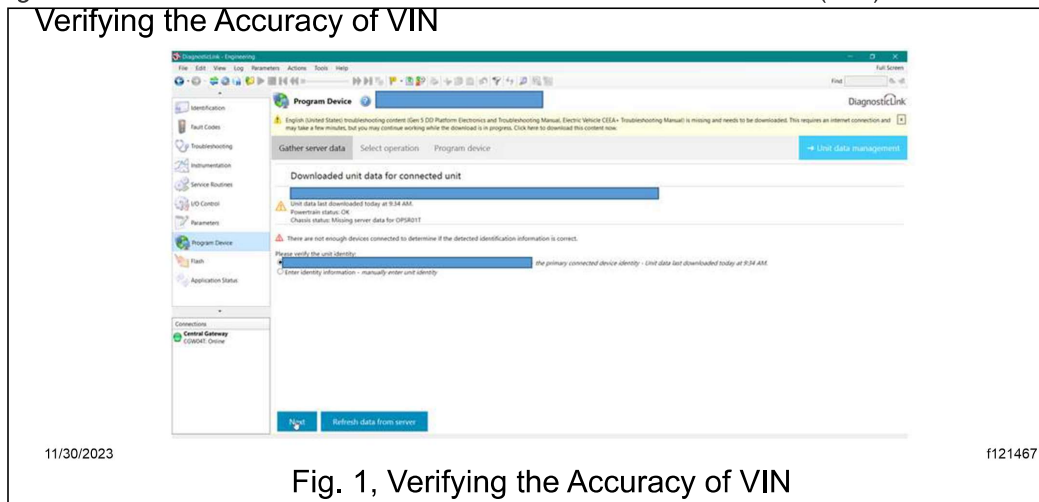 Verifying the Accuracy of VIN
DiagnosticLink - Engineering
File Edit View Log Parameters Actions Tools Help
Full Screen
Find
Identification
Fault Codes
Troubleshooting
Instrumentation
Service Routines
I/O Control
Parameters
Program Device
Flash
Application Status
Connections
Central Gateway
CGW04T: Online
Program Device
DiagnosticLink
English (United States) troubleshooting content (Gen 5 DD Platform Electronics and Troubleshooting Manual, Electric Vehicle CEEA+ Troubleshooting Manual) is missing and needs to be downloaded. This requires an internet connection and
may take a few minutes, but you may continue working while the download is in progress. Click here to download this content now.
Gather server data Select operation Program device
→ Unit data management
Downloaded unit data for connected unit
Unit data last downloaded today at 9:34 AM.
Powertrain status: OK
Chassis status: Missing server data for OPSR01T
There are not enough devices connected to determine if the detected identification information is correct.
Please verify the unit identity:
the primary connected device identity - Unit data last downloaded today at 9:34 AM.
Enter identity information - manually enter unit identity
Next Refresh data from server
11/30/2023
f121467
Fig. 1, Verifying the Accuracy of VIN